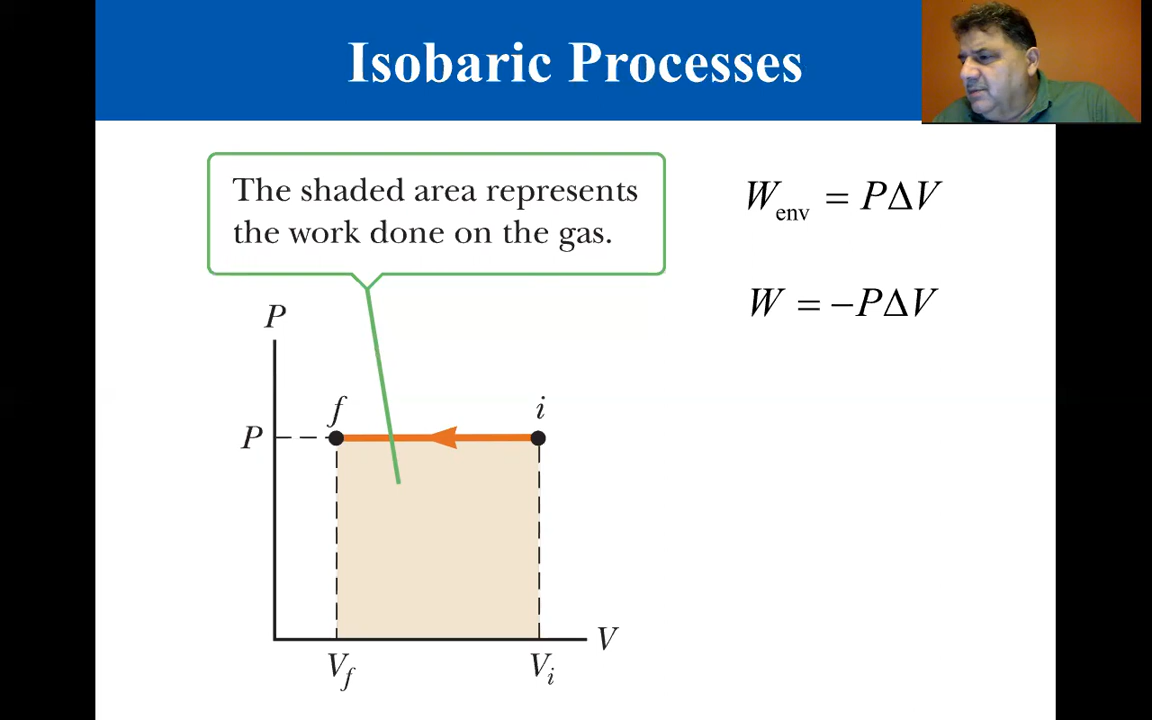 Isobaric Processes
The shaded area represents
the work done on the gas.
W_env = PΔV
W = −PΔV
P
f
i
P
V
V_f
V_i